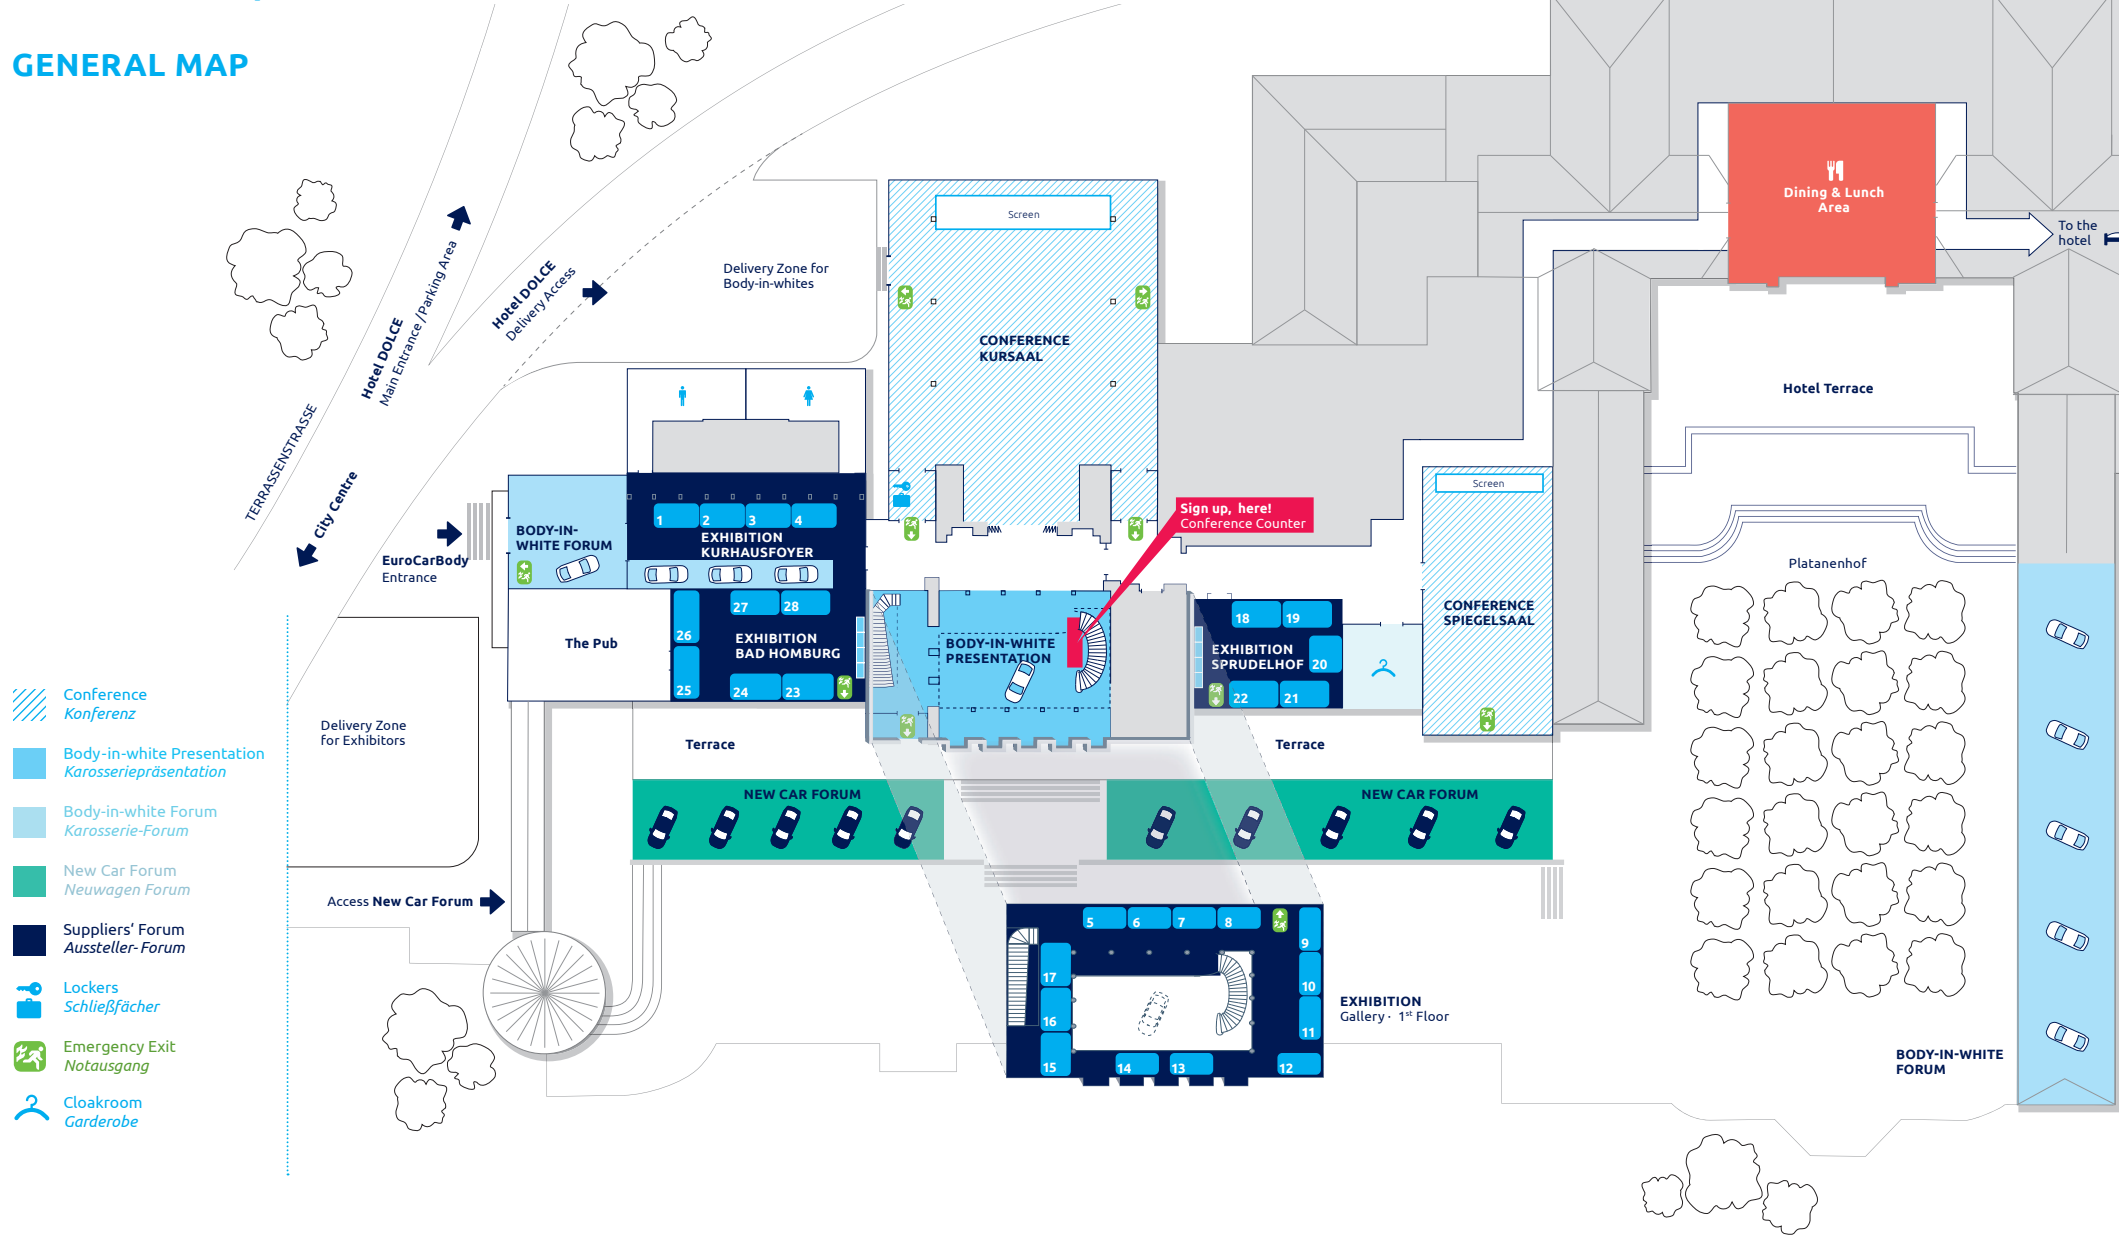 GENERAL MAP
Dining & Lunch
Area
To the
hotel
Screen
Delivery Zone for
Body-in-whites
Hotel DOLCE
Main Entrance / Parking Area
Hotel DOLCE
Delivery Access
TERRASSENSTRASSE
City Centre
CONFERENCE
KURSAAL
Hotel Terrace
EuroCarBody
Entrance
BODY-IN-
WHITE FORUM
1
2
3
4
EXHIBITION
KURHAUSFOYER
Sign up, here!
Conference Counter
Screen
Platanenhof
The Pub
26
25
27
28
EXHIBITION
BAD HOMBURG
24
23
BODY-IN-WHITE
PRESENTATION
18
19
EXHIBITION
SPRUDELHOF
20
22
21
CONFERENCE
SPIEGELSAAL
Delivery Zone
for Exhibitors
Terrace
Terrace
NEW CAR FORUM
NEW CAR FORUM
Access New Car Forum
5
6
7
8
9
10
11
12
13
14
15
16
17
EXHIBITION
Gallery · 1st Floor
BODY-IN-WHITE
FORUM
Conference
Konferenz
Body-in-white Presentation
Karosseriepräsentation
Body-in-white Forum
Karosserie-Forum
New Car Forum
Neuwagen Forum
Suppliers‘ Forum
Aussteller-Forum
Lockers
Schließfächer
Emergency Exit
Notausgang
Cloakroom
Garderobe